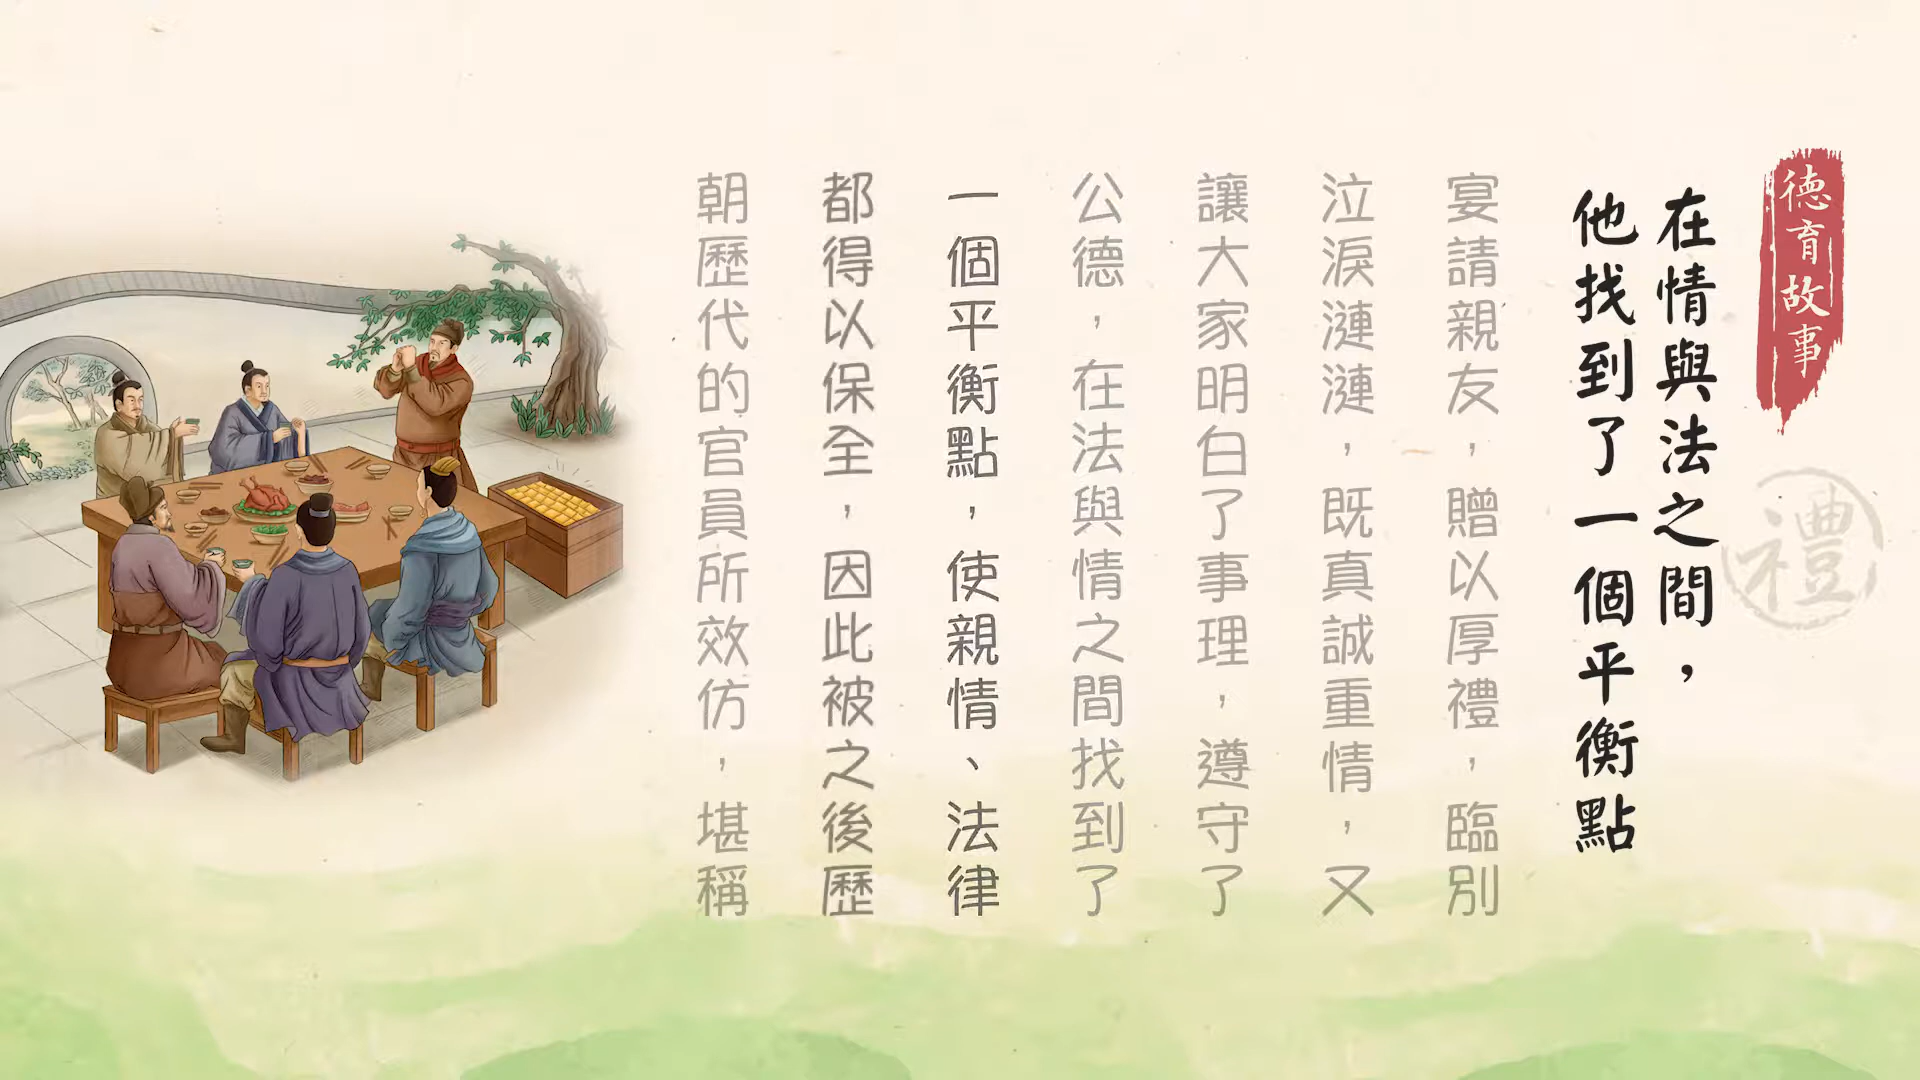 德育故事
禮
在情與法之間，
他找到了一個平衡點
宴請親友，贈以厚禮，臨別
泣淚漣漣，既真誠重情，又
讓大家明白了事理，遵守了
公德，在法與情之間找到了
一個平衡點，使親情、法律
都得以保全，因此被之後歷
朝歷代的官員所效仿，堪稱